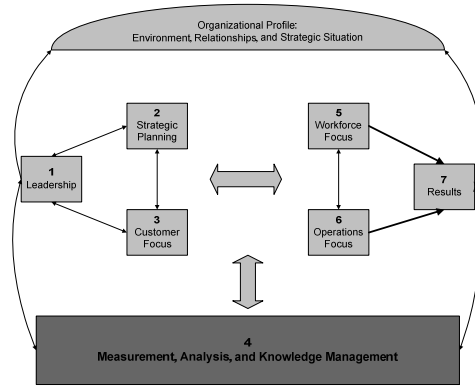 Organizational Profile:
Environment, Relationships, and Strategic Situation
2
Strategic
Planning
5
Workforce
Focus
1
Leadership
7
Results
3
Customer
Focus
6
Operations
Focus
4
Measurement, Analysis, and Knowledge Management